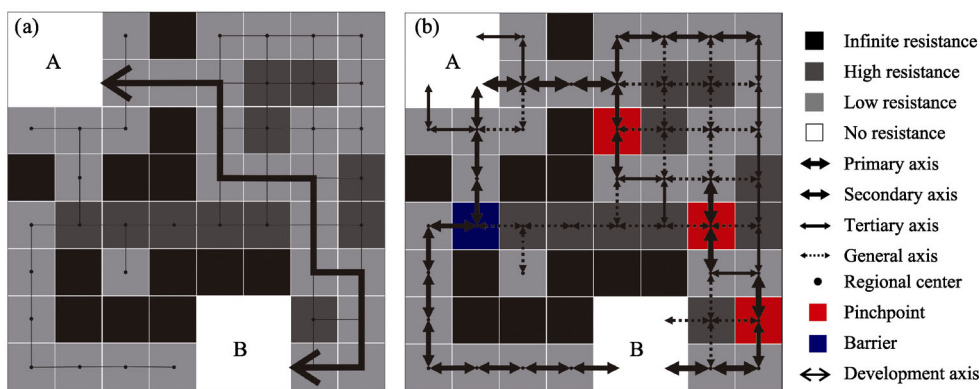 (a)
A
B
(b)
A
B
Infinite resistance
High resistance
Low resistance
No resistance
Primary axis
Secondary axis
Tertiary axis
General axis
Regional center
Pinchpoint
Barrier
Development axis